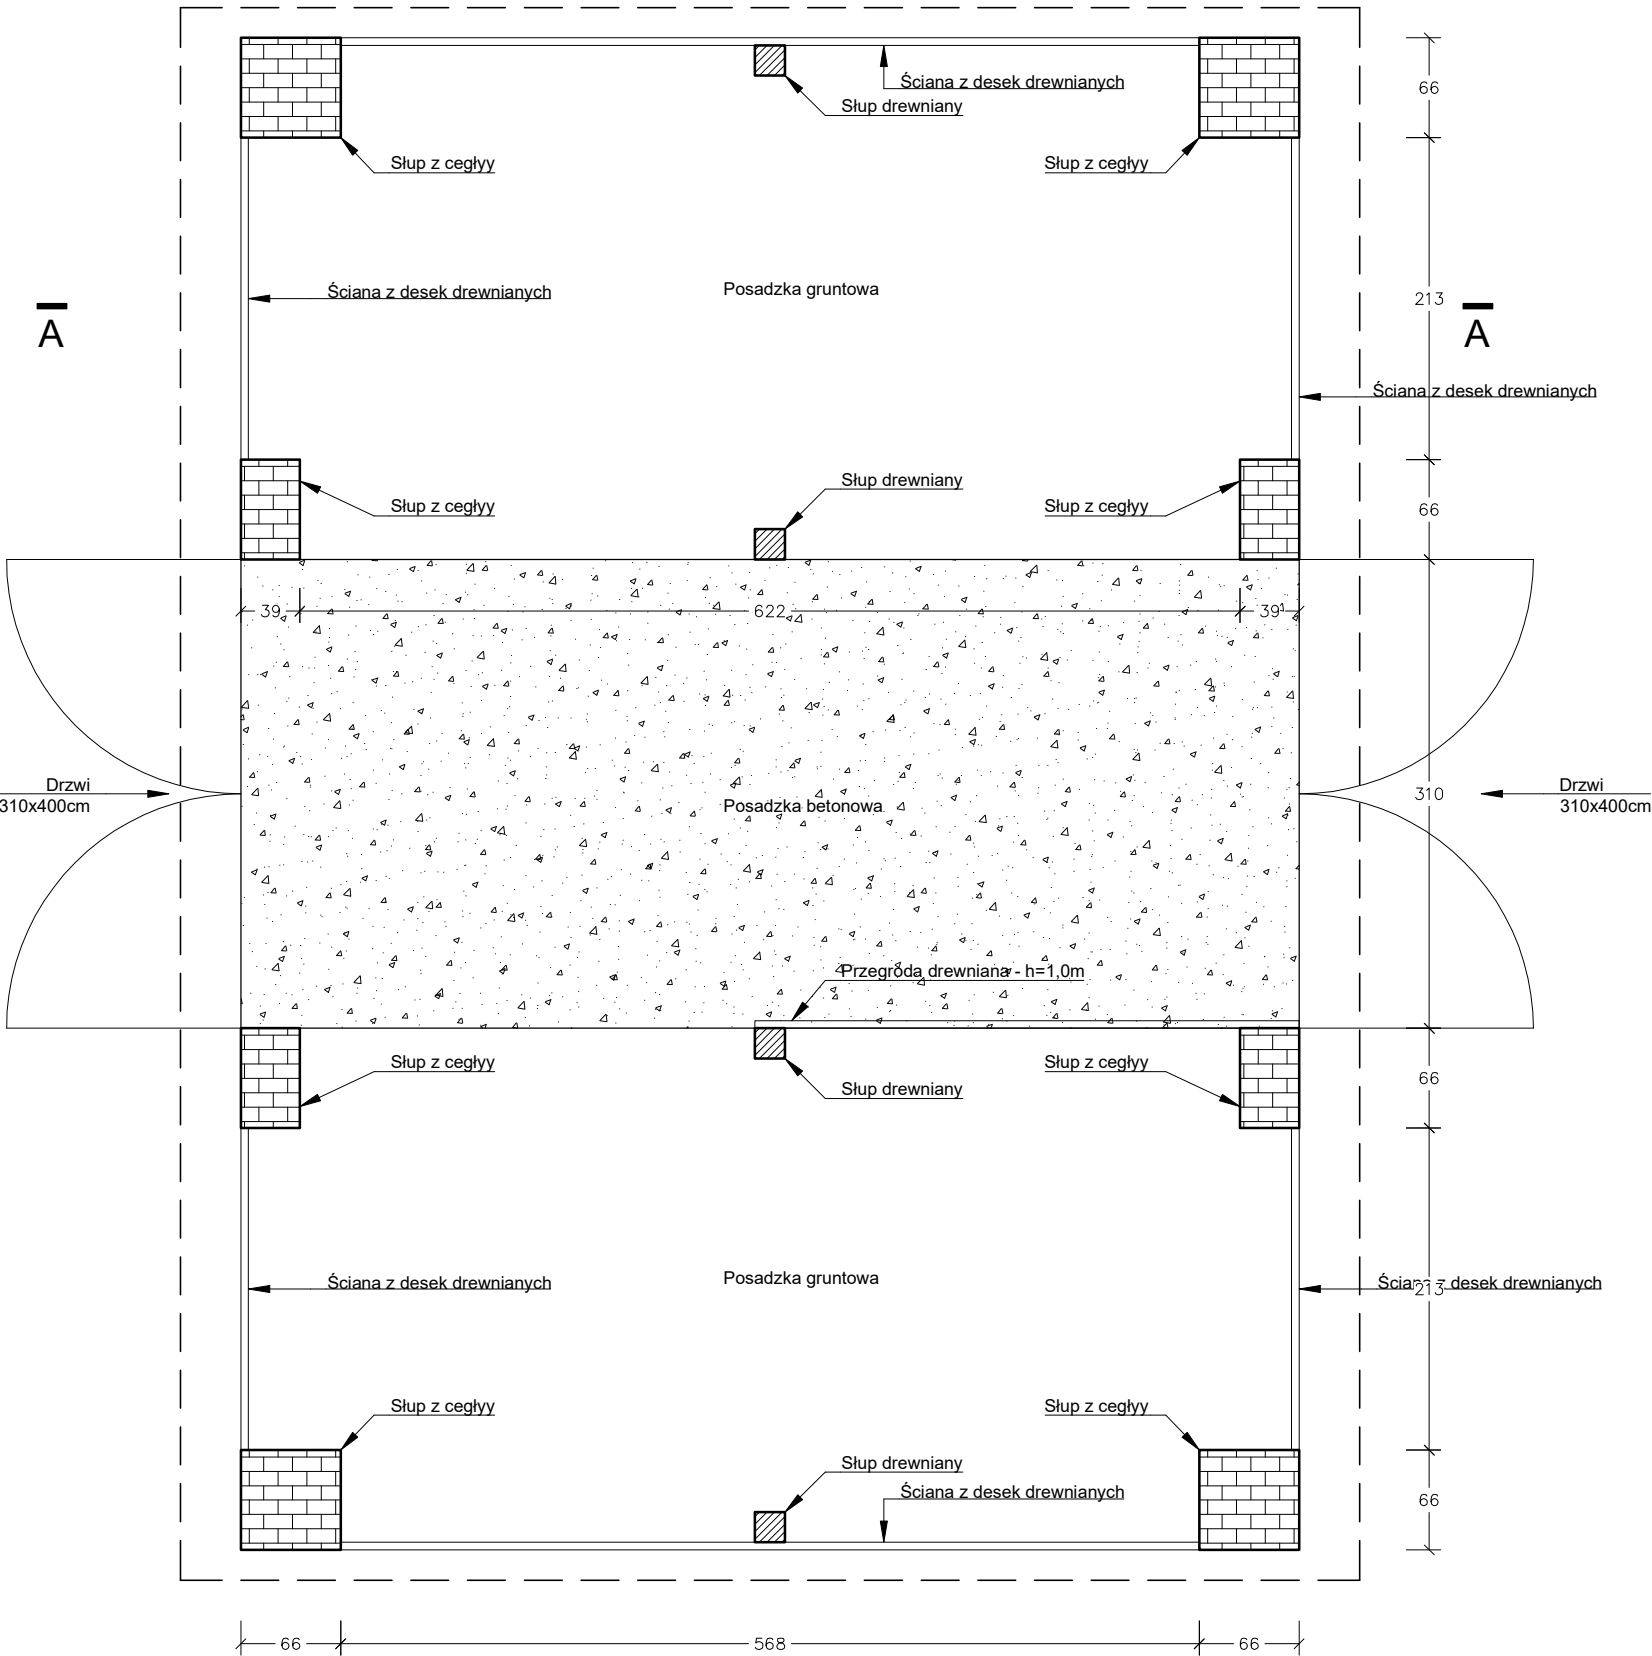 66
Ściana z desek drewnianych
Słup drewniany
Słup z cegłyy
Słup z cegłyy
Ściana z desek drewnianych
Posadzka gruntowa
213
A
A
Ściana z desek drewnianych
Słup drewniany
Słup z cegłyy
Słup z cegłyy
66
39
622
39
Drzwi
310x400cm
Posadzka betonowa
310
Drzwi
310x400cm
Przegroda drewniana - h=1,0m
Słup z cegłyy
Słup z cegłyy
66
Słup drewniany
Ściana z desek drewnianych
Posadzka gruntowa
Ściana z desek drewnianych
213
Słup z cegłyy
Słup z cegłyy
Słup drewniany
Ściana z desek drewnianych
66
66
568
66